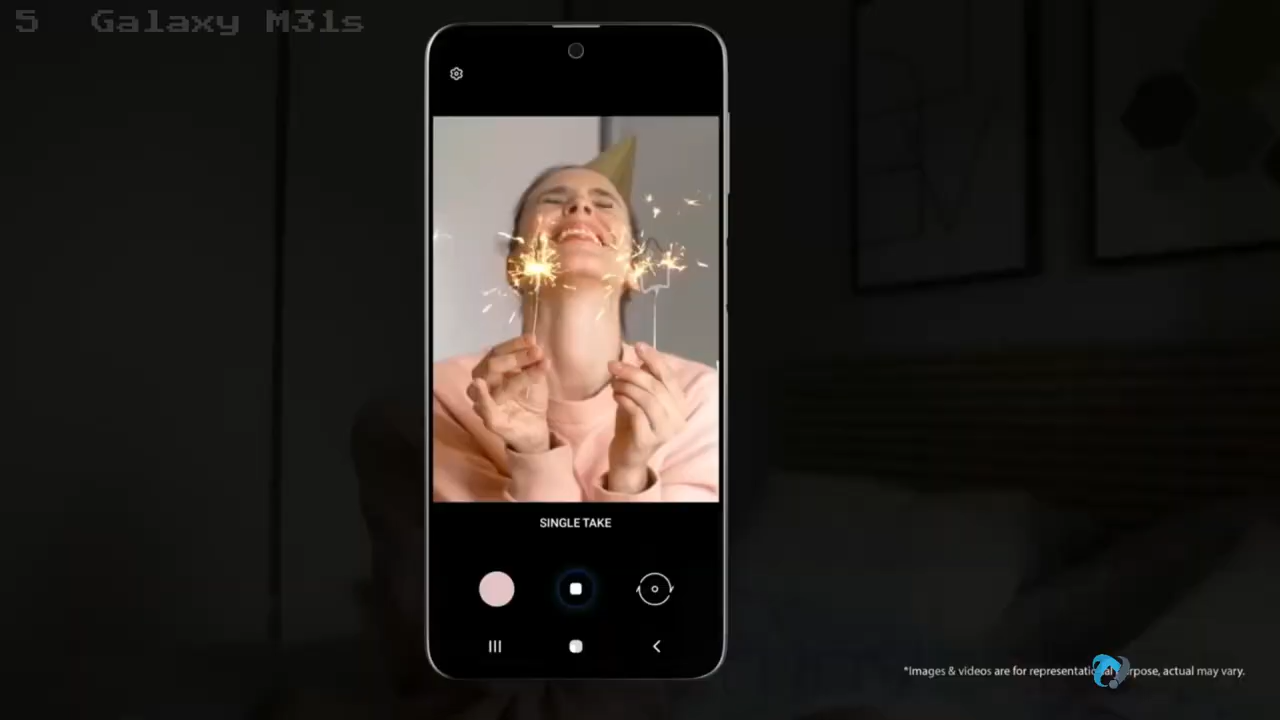 5 Galaxy M31s
SINGLE TAKE
*Images & videos are for representational purpose, actual may vary.